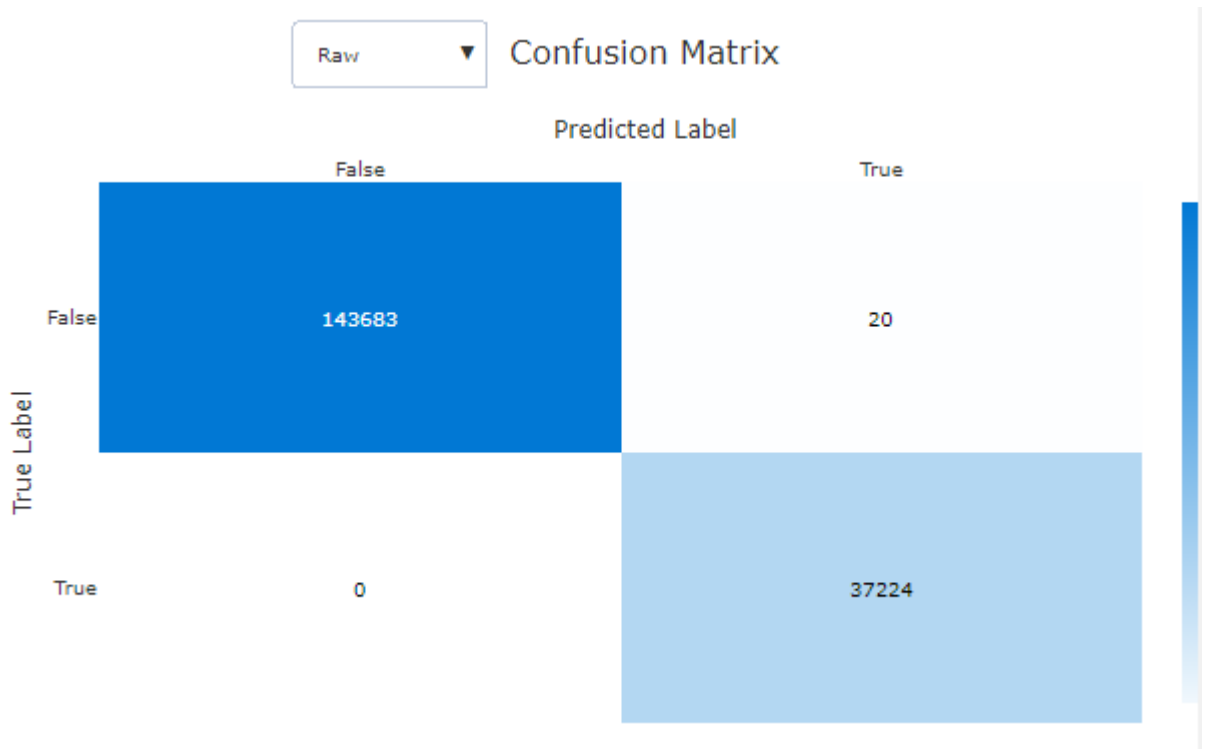 Raw ▼ Confusion Matrix
Predicted Label
False True
False 143683 20
True Label
True 0 37224